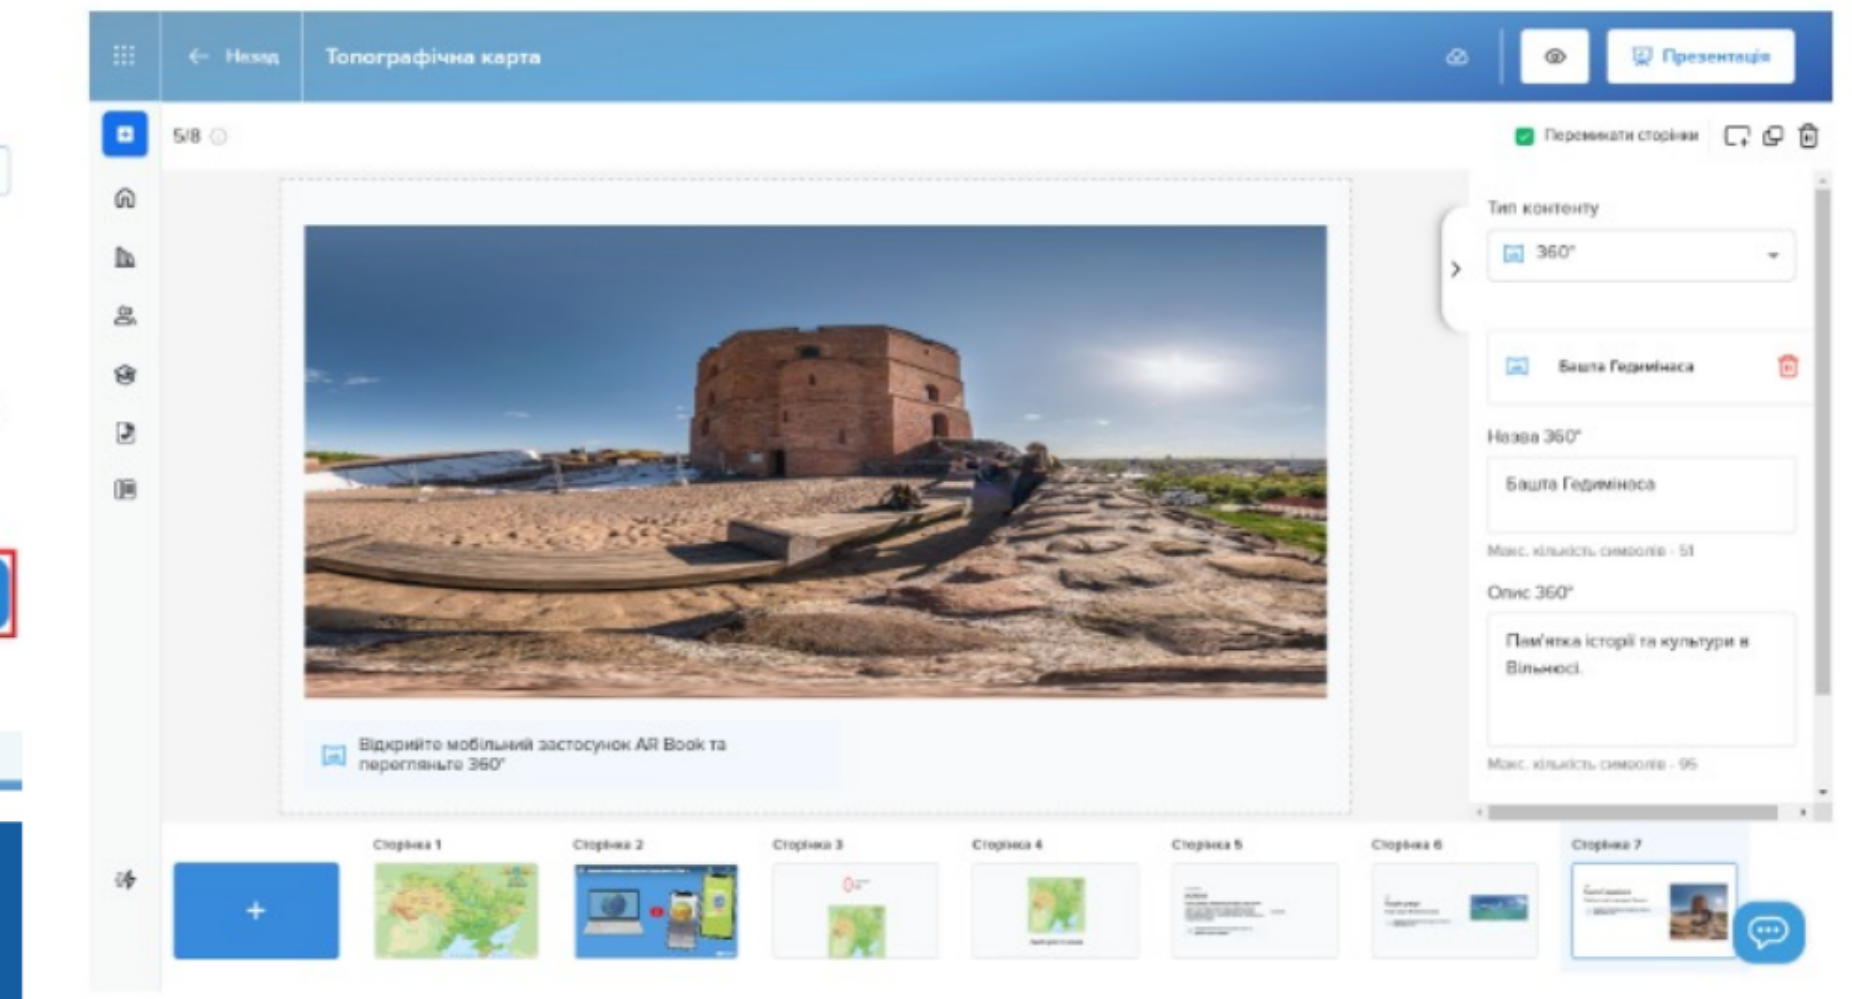 ← Назад
Топографічна карта
Презентація
5/8
Перемикати сторінки
Тип контенту
360°
Башта Гедимінаса
Назва 360°
Башта Гедимінаса
Макс. кількість символів - 51
Опис 360°
Пам'ятка історії та культури в
Вільнюсі.
Макс. кількість символів - 95
Відкрийте мобільний застосунок AR Book та
перегляньте 360°
Сторінка 1
Сторінка 2
Сторінка 3
Сторінка 4
Сторінка 5
Сторінка 6
Сторінка 7
+